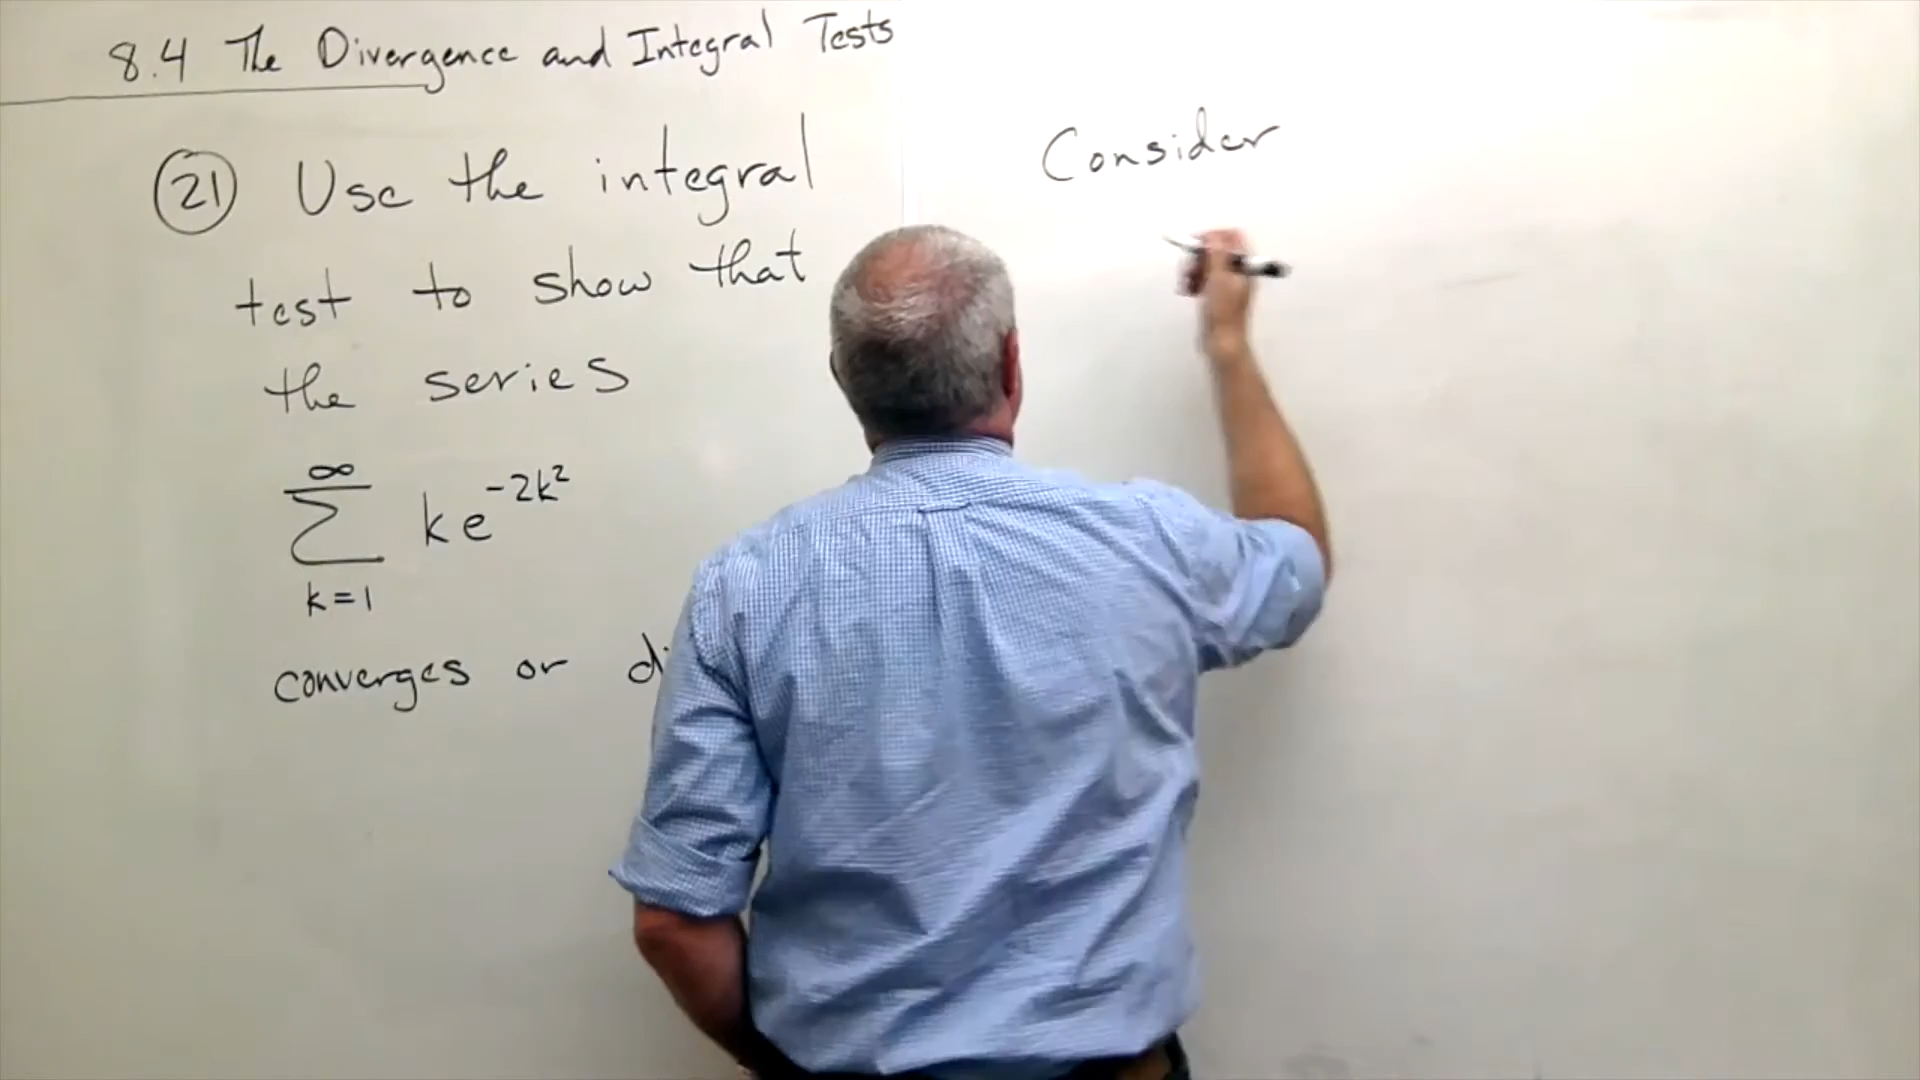 8.4 The Divergence and Integral Tests
21 Use the integral
test to show that
the series
∞
∑ ke^{-2k²}
k=1
converges or
Consider